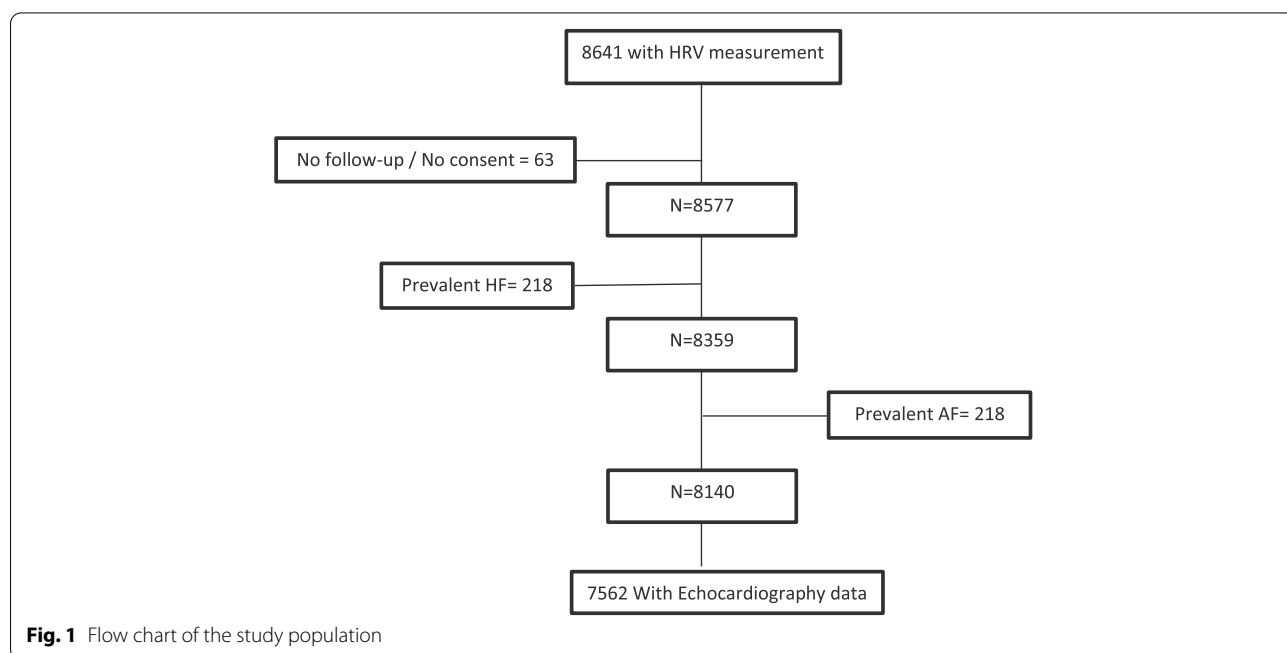 8641 with HRV measurement
No follow-up / No consent = 63
N=8577
Prevalent HF= 218
N=8359
Prevalent AF= 218
N=8140
7562 With Echocardiography data
Fig. 1 Flow chart of the study population